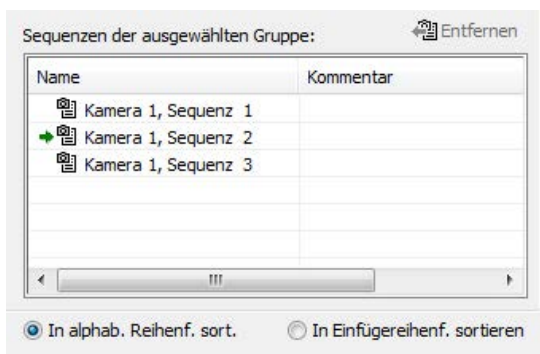 Sequenzen der ausgewählten Gruppe: Entfernen
Name Kommentar
Kamera 1, Sequenz 1
Kamera 1, Sequenz 2
Kamera 1, Sequenz 3
In alphab. Reihenf. sort. In Einfügereihenf. sortieren